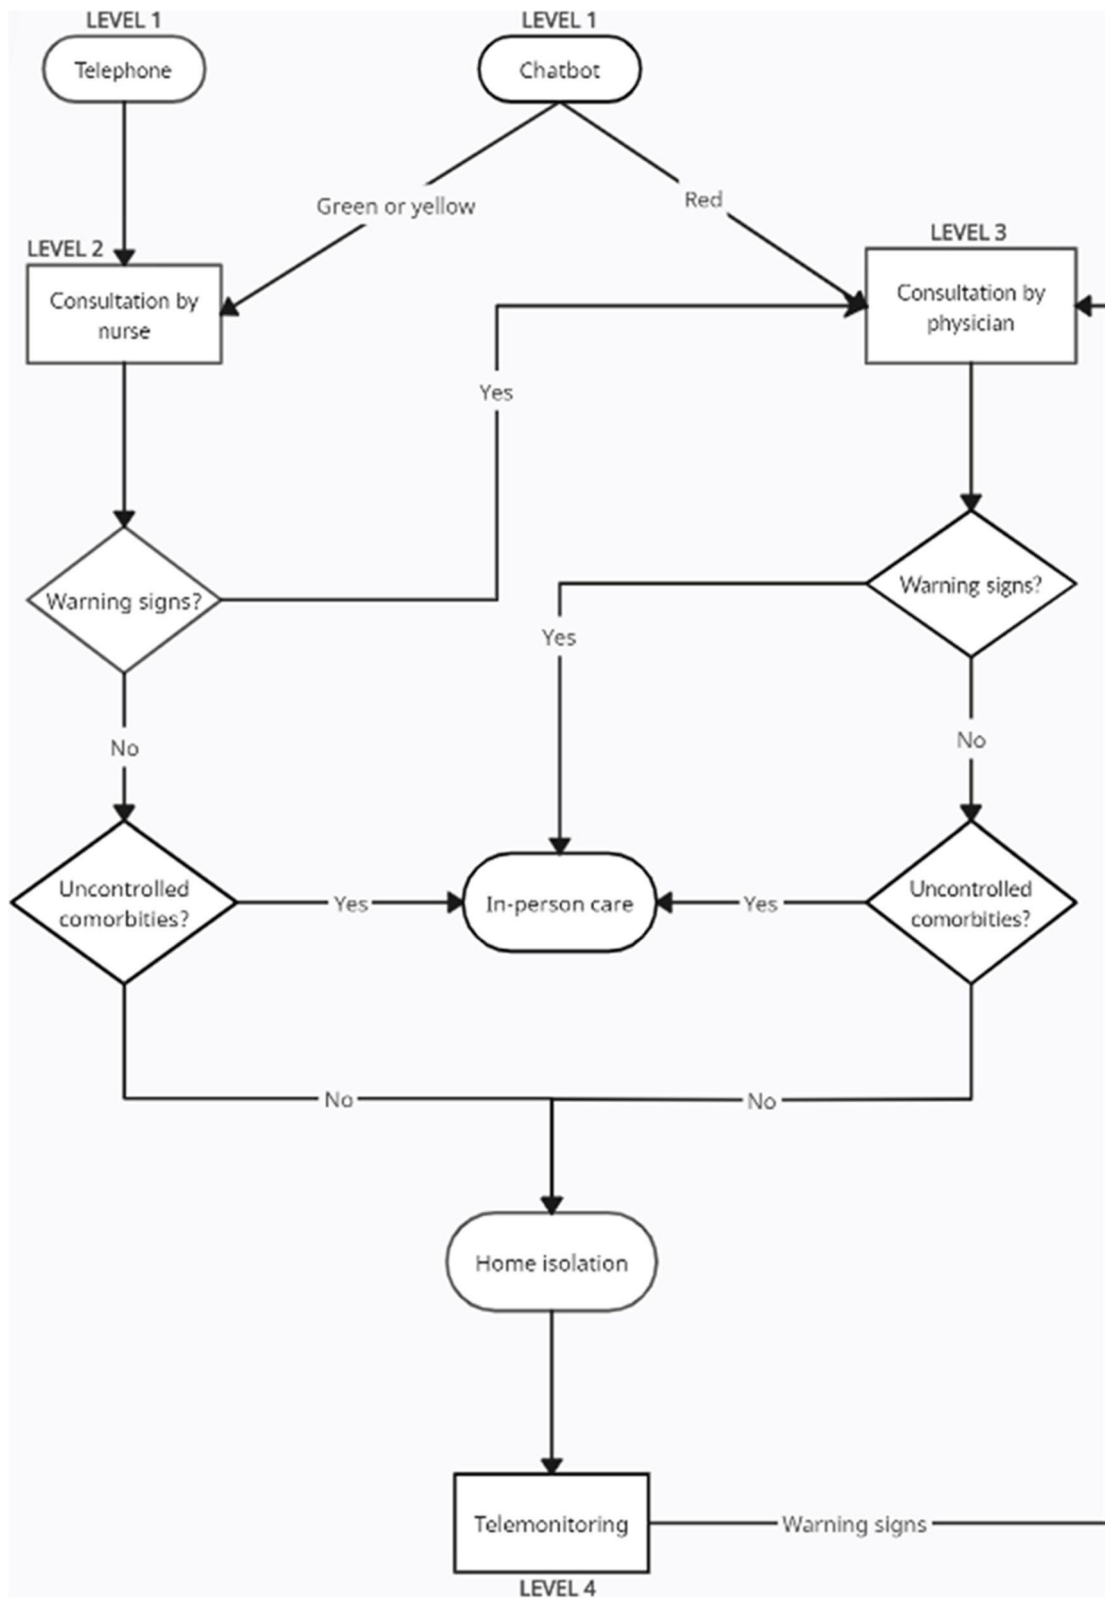 LEVEL 1
LEVEL 1
Telephone
Chatbot
Green or yellow
Red
LEVEL 2
LEVEL 3
Consultation by
nurse
Consultation by
physician
Yes
Warning signs?
Warning signs?
Yes
No
No
Uncontrolled
comorbities?
Yes
In-person care
Yes
Uncontrolled
comorbities?
No
No
Home isolation
Telemonitoring
Warning signs
LEVEL 4